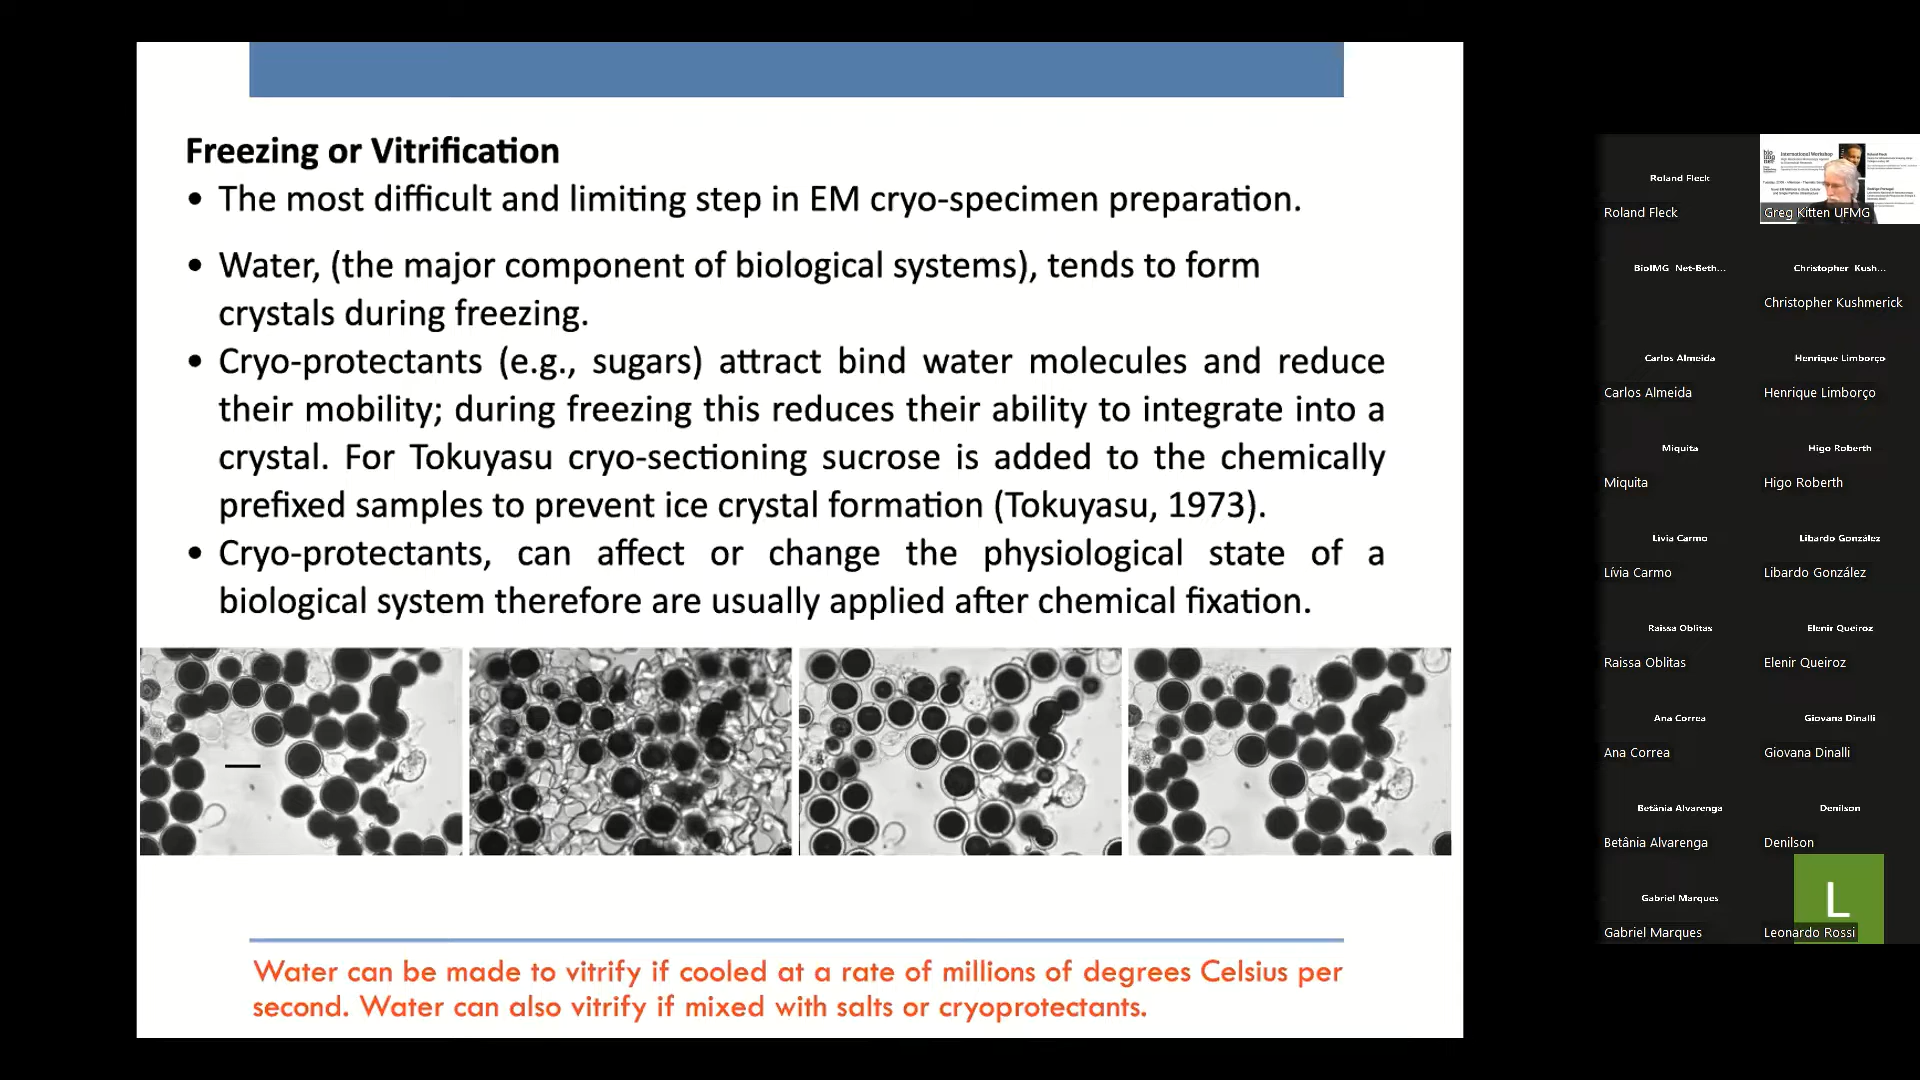 Freezing or Vitrification
• The most difficult and limiting step in EM cryo-specimen preparation.
• Water, (the major component of biological systems), tends to form
crystals during freezing.
• Cryo-protectants (e.g., sugars) attract bind water molecules and reduce
their mobility; during freezing this reduces their ability to integrate into a
crystal. For Tokuyasu cryo-sectioning sucrose is added to the chemically
prefixed samples to prevent ice crystal formation (Tokuyasu, 1973).
• Cryo-protectants, can affect or change the physiological state of a
biological system therefore are usually applied after chemical fixation.
Water can be made to vitrify if cooled at a rate of millions of degrees Celsius per
second. Water can also vitrify if mixed with salts or cryoprotectants.
Roland Fleck
Roland Fleck
International Workshop
Greg Kitten UFMG
BioIMG Net-Beth...
Christopher Kush...
Christopher Kushmerick
Carlos Almeida
Henrique Limborço
Carlos Almeida
Henrique Limborço
Miquita
Higo Roberth
Miquita
Higo Roberth
Lívia Carmo
Libardo González
Lívia Carmo
Libardo González
Raissa Oblitas
Elenir Queiroz
Raissa Oblitas
Elenir Queiroz
Ana Correa
Giovana Dinalli
Ana Correa
Giovana Dinalli
Betânia Alvarenga
Denilson
Betânia Alvarenga
Denilson
Gabriel Marques
L
Gabriel Marques
Leonardo Rossi